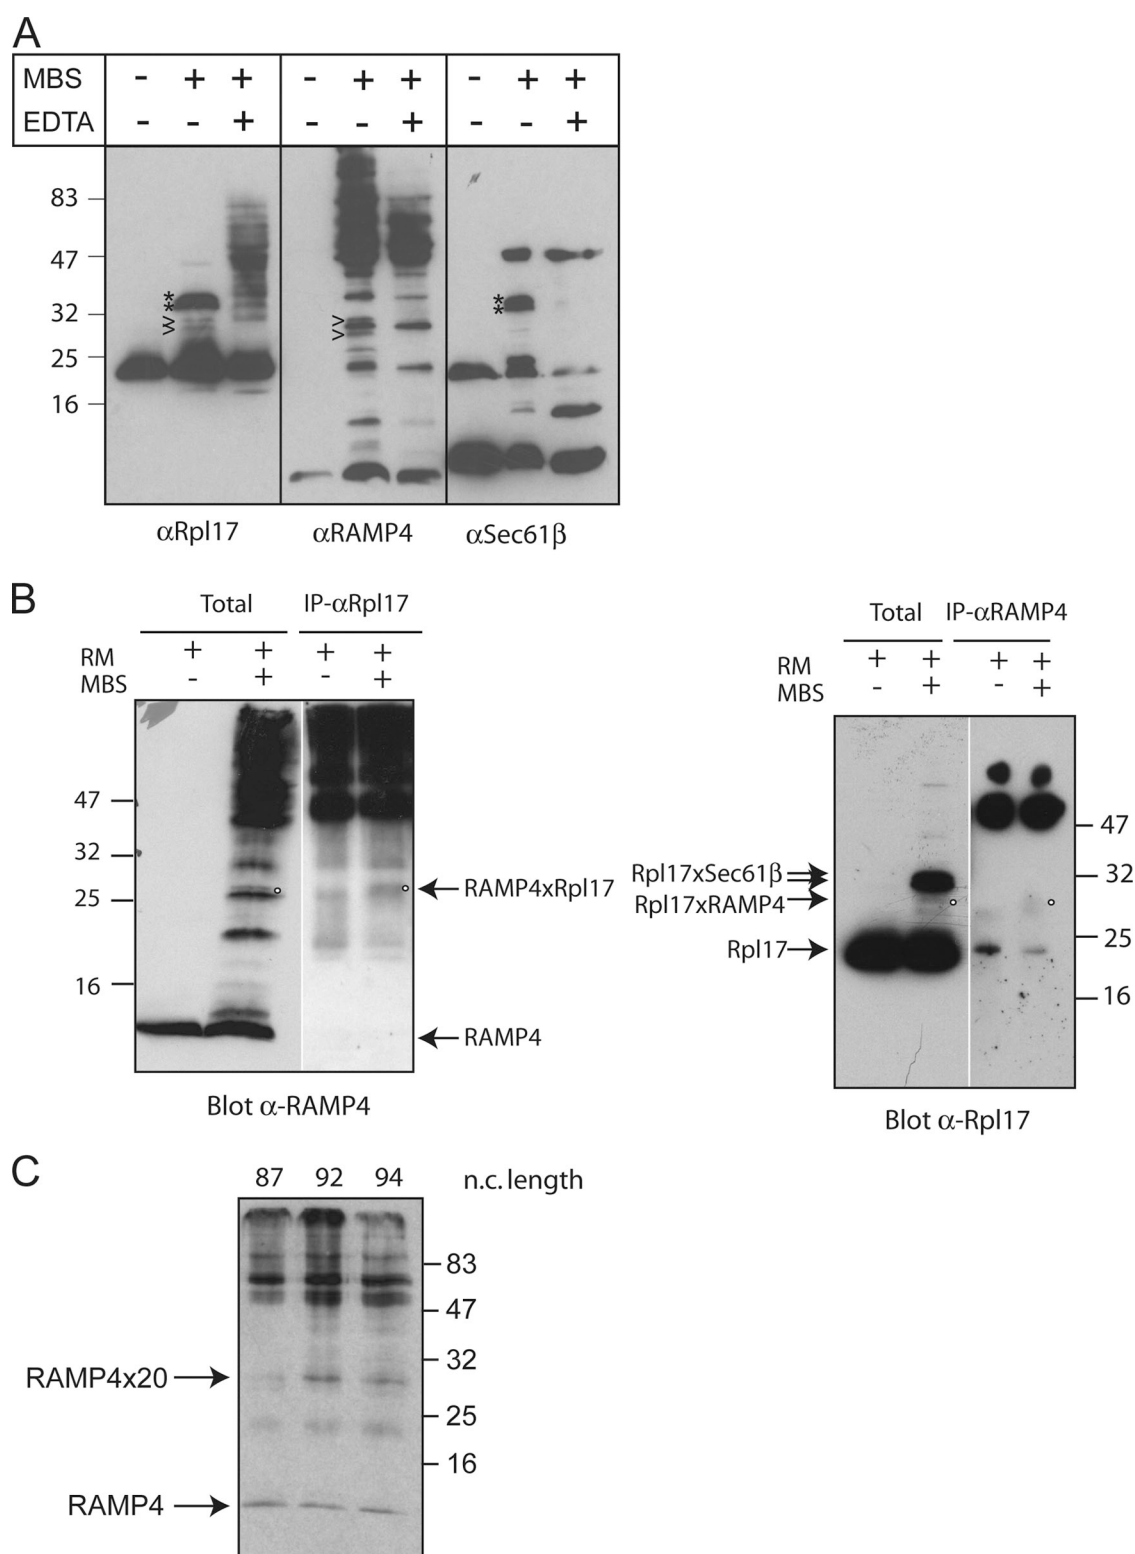 A
MBS - + + - + + - + +
EDTA - - + - - + - - +
83
47
32
25
16
*
*
>
>
>
>
*
*
αRpl17 αRAMP4 αSec61β
B
Total IP-αRpl17
RM + + + +
MBS - + - +
47
32
25
16
RAMP4xRpl17
RAMP4
Blot α-RAMP4
Total IP-αRAMP4
RM + + + +
MBS - + - +
Rpl17xSec61β
Rpl17xRAMP4
Rpl17
47
32
25
16
Blot α-Rpl17
C
87 92 94 n.c. length
83
47
32
RAMP4x20
25
16
RAMP4